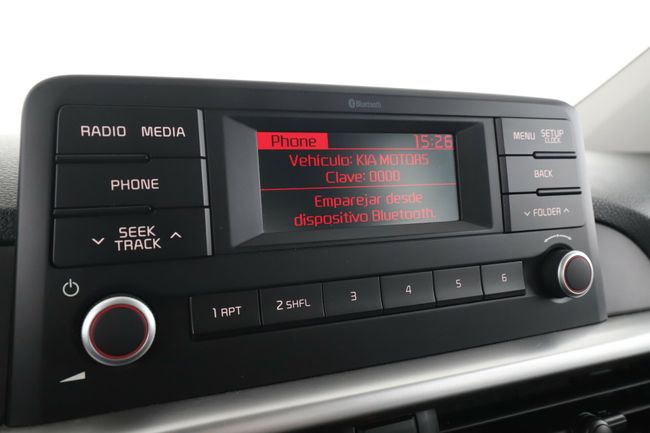 Bluetooth
RADIO MEDIA
PHONE
SEEK
TRACK
Phone 15:26
Vehículo: KIA MOTORS
Clave: 0000
Emparejar desde
dispositivo Bluetooth.
MENU SETUP
CLOCK
BACK
FOLDER
1 RPT 2 SHFL 3 4 5 6